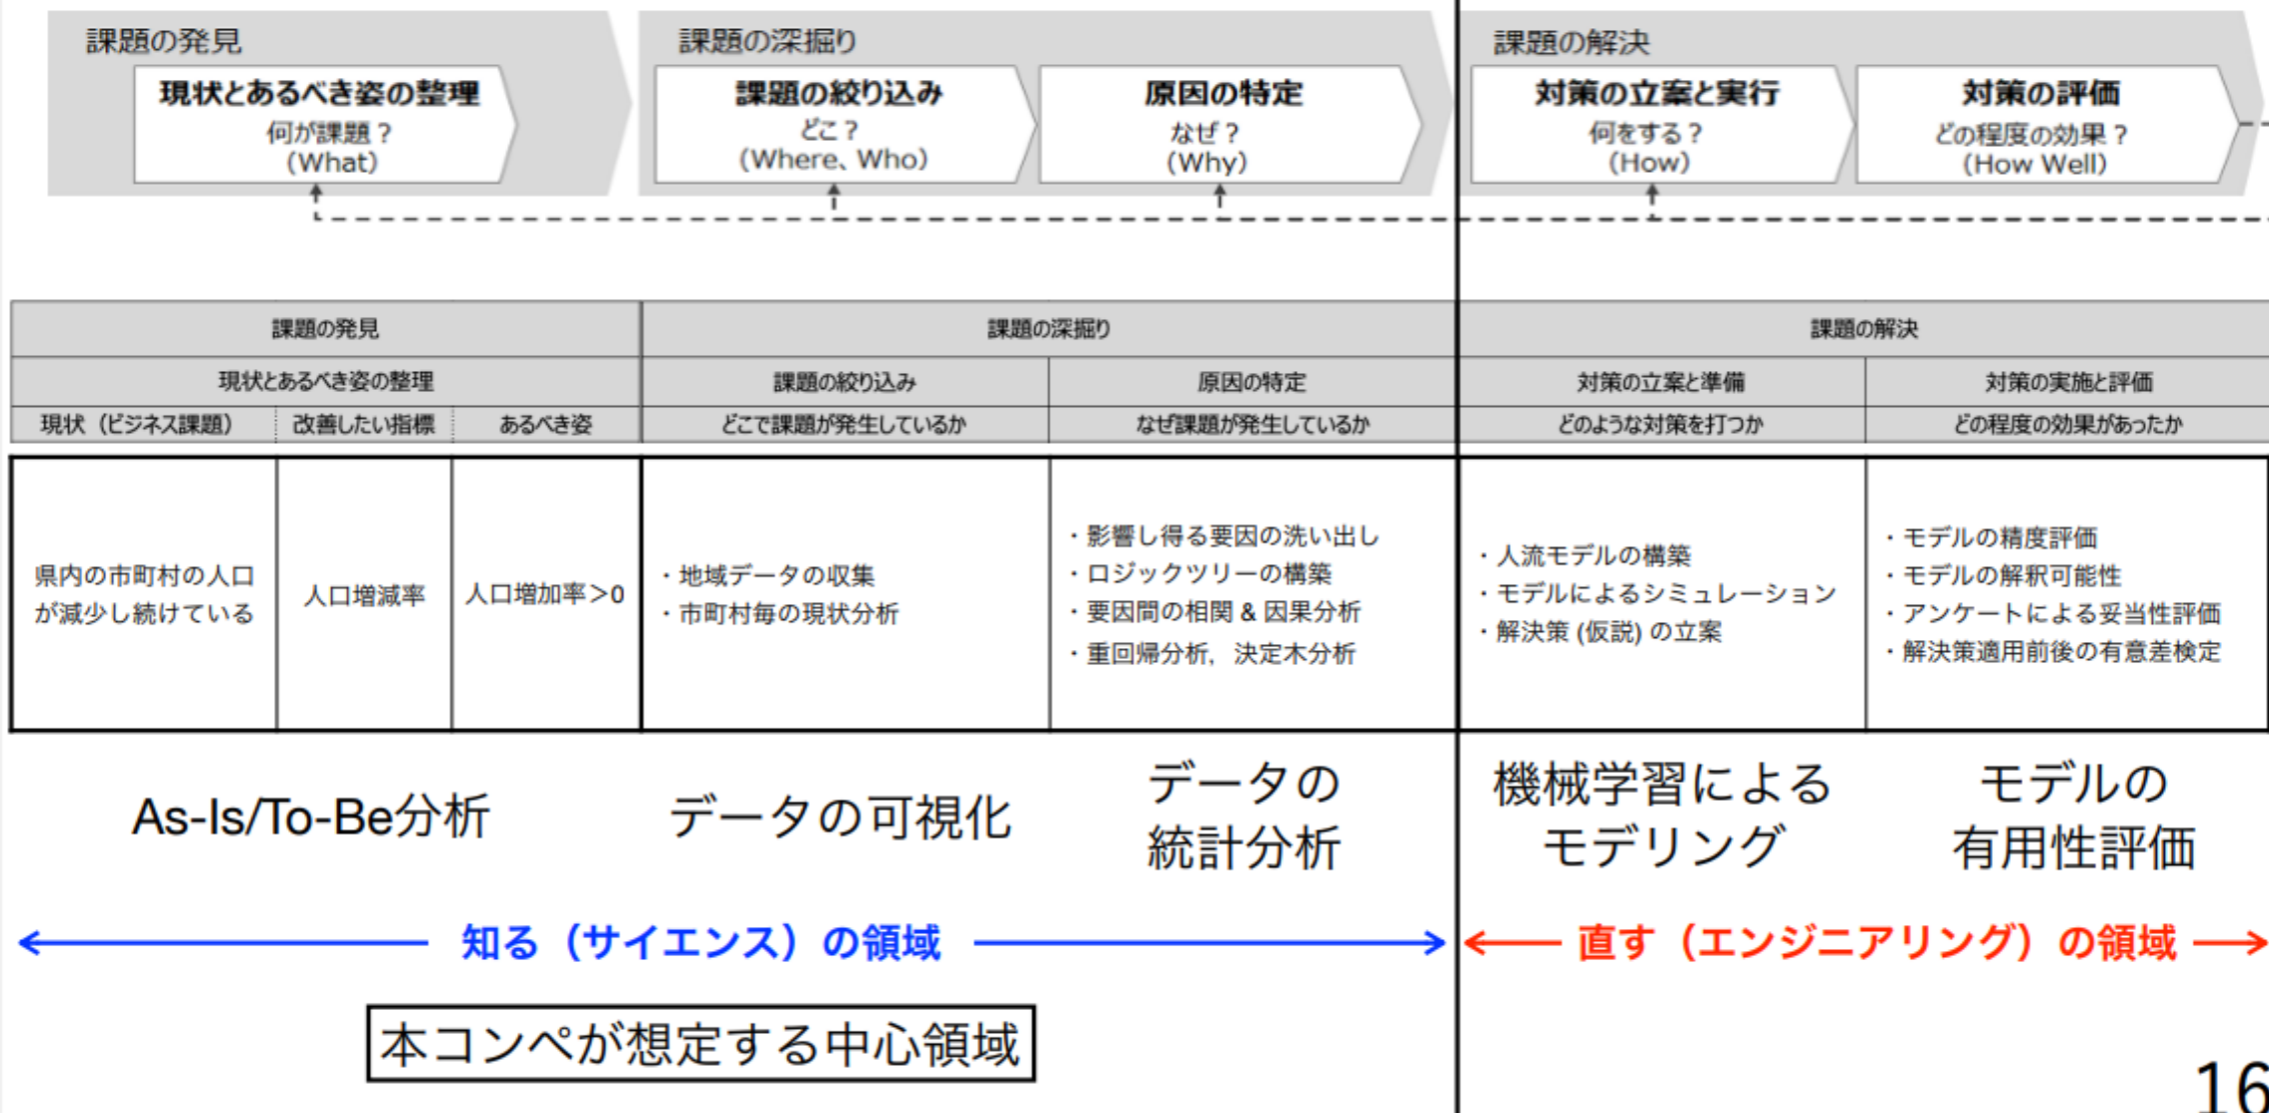 課題の発見
現状とあるべき姿の整理
何が課題？
（What）
課題の深掘り
課題の絞り込み
どこ？
（Where、Who）
原因の特定
なぜ？
（Why）
課題の解決
対策の立案と実行
何をする？
（How）
対策の評価
どの程度の効果？
（How Well）
課題の発見
課題の深掘り
課題の解決
現状とあるべき姿の整理
課題の絞り込み
原因の特定
対策の立案と準備
対策の実施と評価
現状（ビジネス課題）
改善したい指標
あるべき姿
どこで課題が発生しているか
なぜ課題が発生しているか
どのような対策を打つか
どの程度の効果があったか
県内の市町村の人口
が減少し続けている
人口増減率
人口増加率＞0
・地域データの収集
・市町村毎の現状分析
・影響し得る要因の洗い出し
・ロジックツリーの構築
・要因間の相関 & 因果分析
・重回帰分析，決定木分析
・人流モデルの構築
・モデルによるシミュレーション
・解決策 (仮説) の立案
・モデルの精度評価
・モデルの解釈可能性
・アンケートによる妥当性評価
・解決策適用前後の有意差検定
As-Is/To-Be分析
データの可視化
データの
統計分析
機械学習による
モデリング
モデルの
有用性評価
知る（サイエンス）の領域
直す（エンジニアリング）の領域
本コンペが想定する中心領域
16